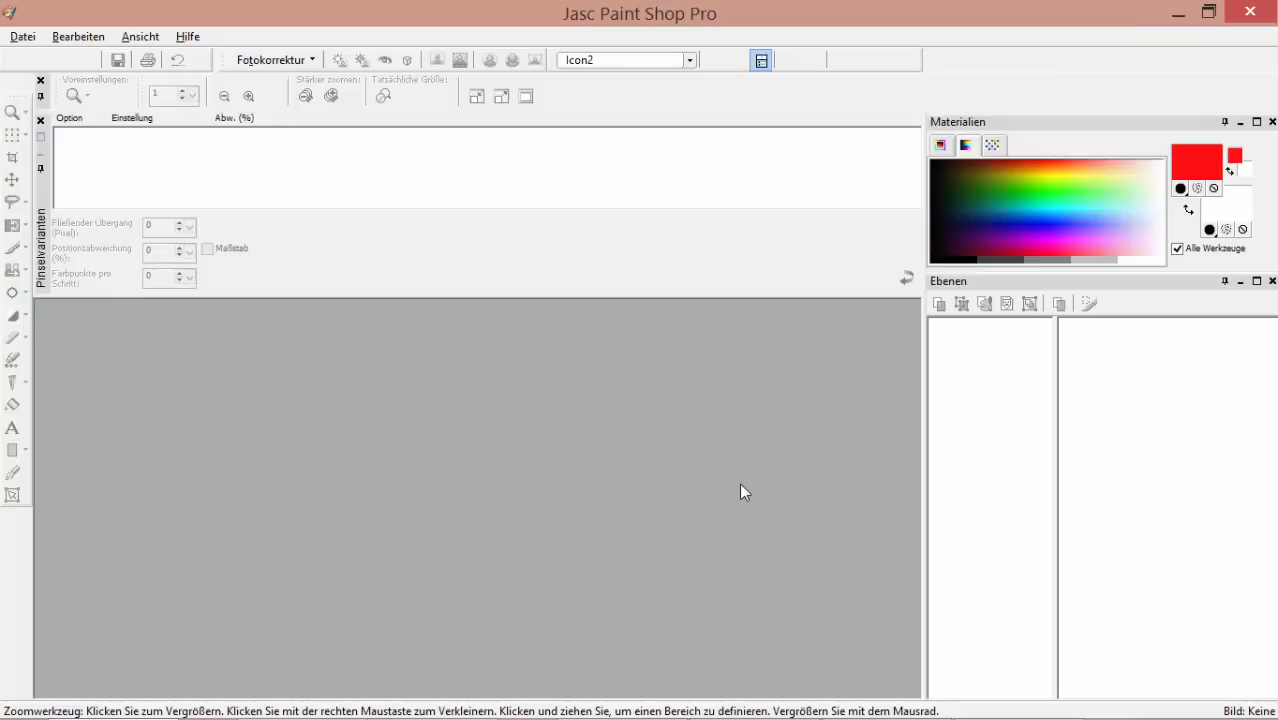 Jasc Paint Shop Pro
Datei Bearbeiten Ansicht Hilfe
Fotokorrektur Icon2
Voreinstellungen: Stärker zoomen: Tatsächliche Größe:
1
Option Einstellung Abw. (%)
Pinselvarianten
Fließender Übergang (Pixel): 0
Positionsabweichung (%): 0 Maßstab
Farbpunkte pro Schritt: 0
Materialien
Alle Werkzeuge
Ebenen
Zoomwerkzeug: Klicken Sie zum Vergrößern. Klicken Sie mit der rechten Maustaste zum Verkleinern. Klicken und ziehen Sie, um einen Bereich zu definieren. Vergrößern Sie mit dem Mausrad. Bild: Keine